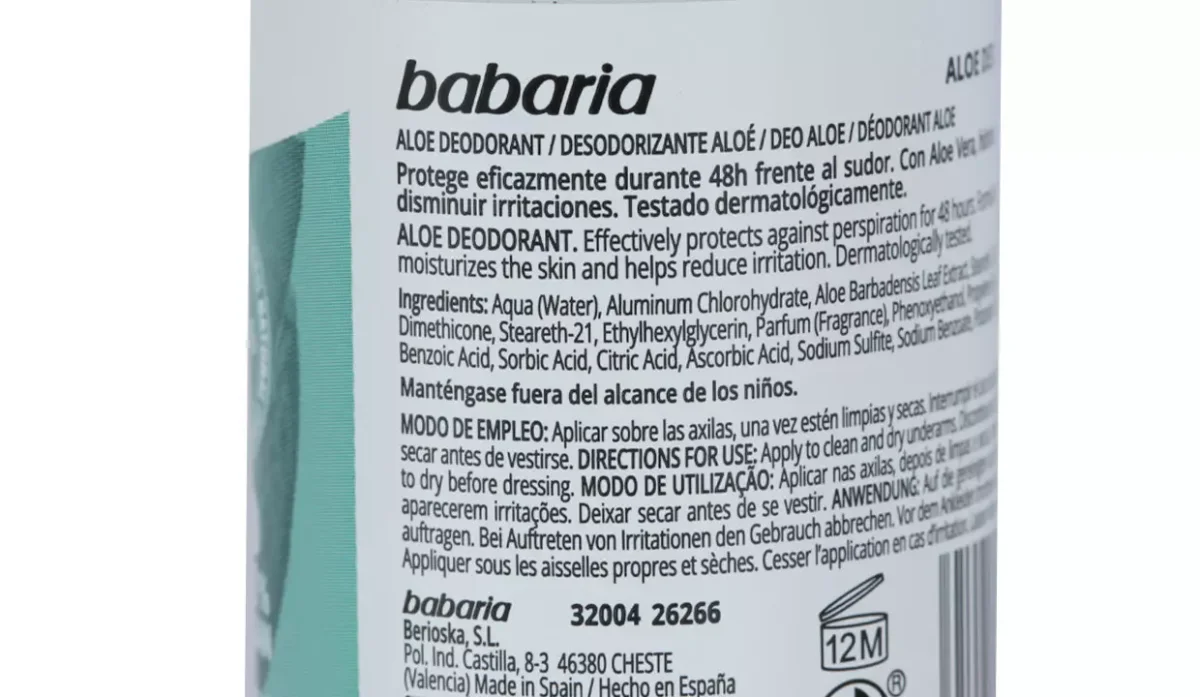 babaria
ALOE
ALOE DEODORANT / DESODORIZANTE ALOÉ / DEO ALOE / DÉODORANT ALOE
Protege eficazmente durante 48h frente al sudor. Con Aloe Vera,
disminuir irritaciones. Testado dermatológicamente.
ALOE DEODORANT. Effectively protects against perspiration for 48 hours.
moisturizes the skin and helps reduce irritation. Dermatologically tested.
Ingredients: Aqua (Water), Aluminum Chlorohydrate, Aloe Barbadensis Leaf Extract,
Dimethicone, Steareth-21, Ethylhexylglycerin, Parfum (Fragrance), Phenoxyethanol,
Benzoic Acid, Sorbic Acid, Citric Acid, Ascorbic Acid, Sodium Sulfite, Sodium Benzoate,
Manténgase fuera del alcance de los niños.
MODO DE EMPLEO: Aplicar sobre las axilas, una vez estén limpias y secas. Interrumpir
secar antes de vestirse. DIRECTIONS FOR USE: Apply to clean and dry underarms.
to dry before dressing. MODO DE UTILIZAÇÃO: Aplicar nas axilas, depois de limpas
aparecerem irritações. Deixar secar antes de se vestir. ANWENDUNG: Auf die
auftragen. Bei Auftreten von Irritationen den Gebrauch abbrechen. Vor dem
Appliquer sous les aisselles propres et sèches. Cesser l'application en cas d'irritation.
babaria 32004 26266
Berioska, S.L.
Pol. Ind. Castilla, 8-3 46380 CHESTE
(Valencia) Made in Spain / Hecho en España
12M
®